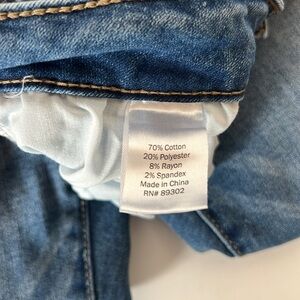 70% Cotton
20% Polyester
8% Rayon
2% Spandex
Made in China
RN# 89302